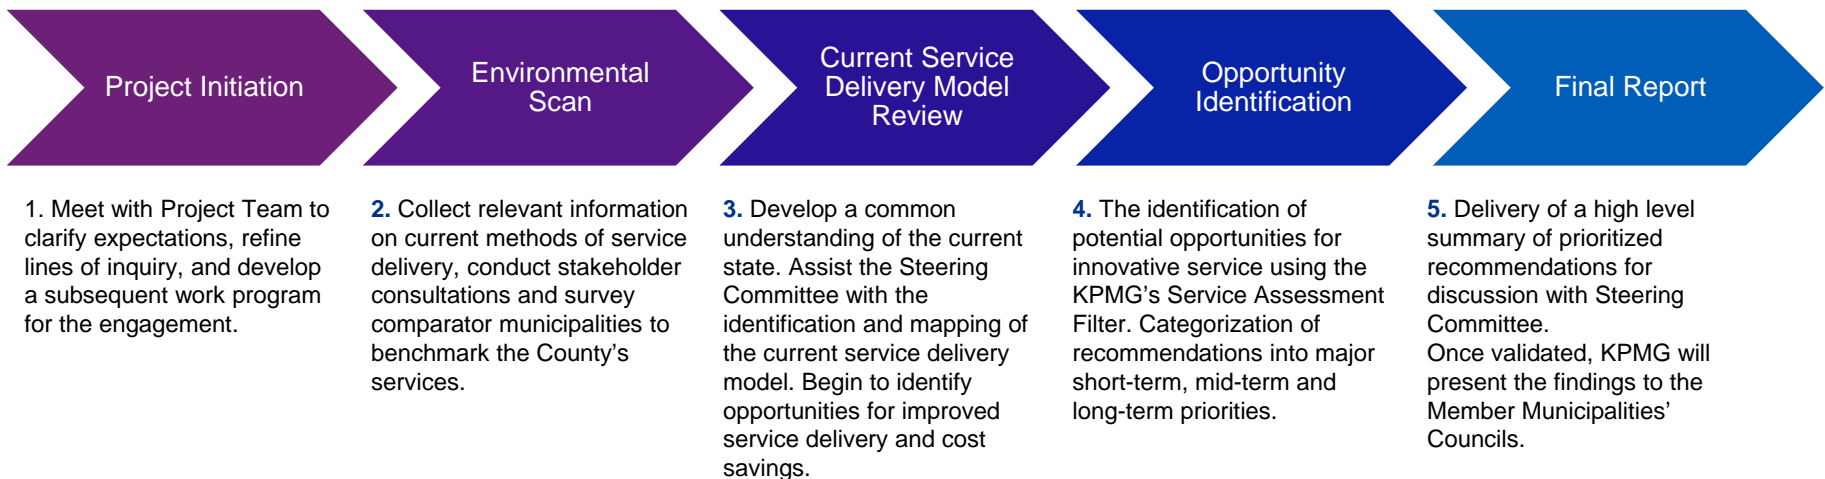 Project Initiation
Environmental
Scan
Current Service
Delivery Model
Review
Opportunity
Identification
Final Report
1. Meet with Project Team to
clarify expectations, refine
lines of inquiry, and develop
a subsequent work program
for the engagement.
2. Collect relevant information
on current methods of service
delivery, conduct stakeholder
consultations and survey
comparator municipalities to
benchmark the County’s
services.
3. Develop a common
understanding of the current
state. Assist the Steering
Committee with the
identification and mapping of
the current service delivery
model. Begin to identify
opportunities for improved
service delivery and cost
savings.
4. The identification of
potential opportunities for
innovative service using the
KPMG’s Service Assessment
Filter. Categorization of
recommendations into major
short-term, mid-term and
long-term priorities.
5. Delivery of a high level
summary of prioritized
recommendations for
discussion with Steering
Committee.
Once validated, KPMG will
present the findings to the
Member Municipalities’
Councils.